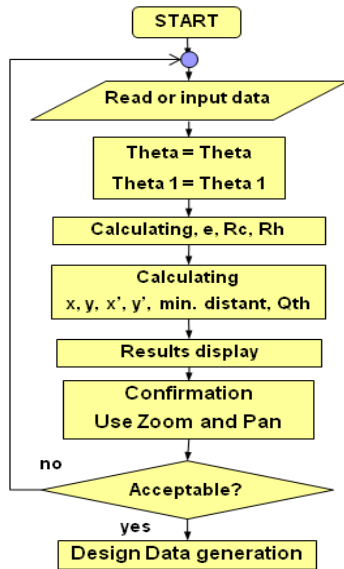 START
Read or input data
Theta = Theta
Theta 1 = Theta 1
Calculating, e, Rc, Rh
Calculating
x, y, x', y', min. distant, Qth
Results display
Confirmation
Use Zoom and Pan
no
Acceptable?
yes
Design Data generation